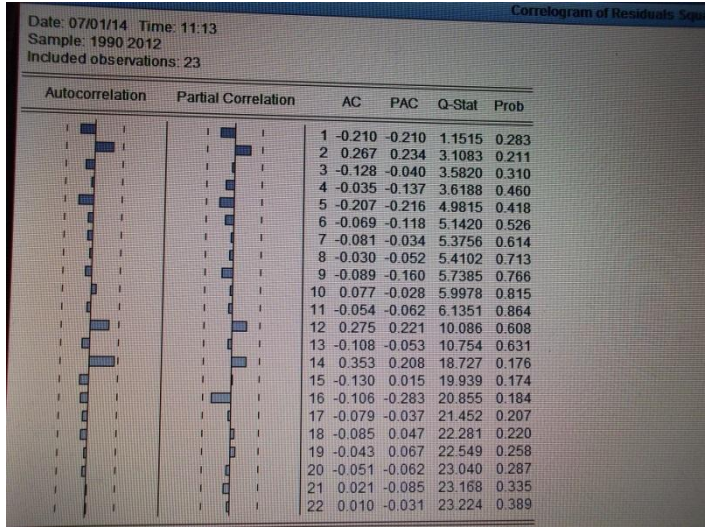 Correlogram of Residuals
Date: 07/01/14 Time: 11:13
Sample: 1990 2012
Included observations: 23
Autocorrelation Partial Correlation AC PAC Q-Stat Prob
1 -0.210 -0.210 1.1515 0.283
2 0.267 0.234 3.1083 0.211
3 -0.128 -0.040 3.5820 0.310
4 -0.035 -0.137 3.6188 0.460
5 -0.207 -0.216 4.9815 0.418
6 -0.069 -0.118 5.1420 0.526
7 -0.081 -0.034 5.3756 0.614
8 -0.030 -0.052 5.4102 0.713
9 -0.089 -0.160 5.7385 0.766
10 0.077 -0.028 5.9978 0.815
11 -0.054 -0.062 6.1351 0.864
12 0.275 0.221 10.086 0.608
13 -0.108 -0.053 10.754 0.631
14 0.353 0.208 18.727 0.176
15 -0.130 0.015 19.939 0.174
16 -0.106 -0.283 20.855 0.184
17 -0.079 -0.037 21.452 0.207
18 -0.085 0.047 22.281 0.220
19 -0.043 0.067 22.549 0.258
20 -0.051 -0.062 23.040 0.287
21 0.021 -0.085 23.168 0.335
22 0.010 -0.031 23.224 0.389